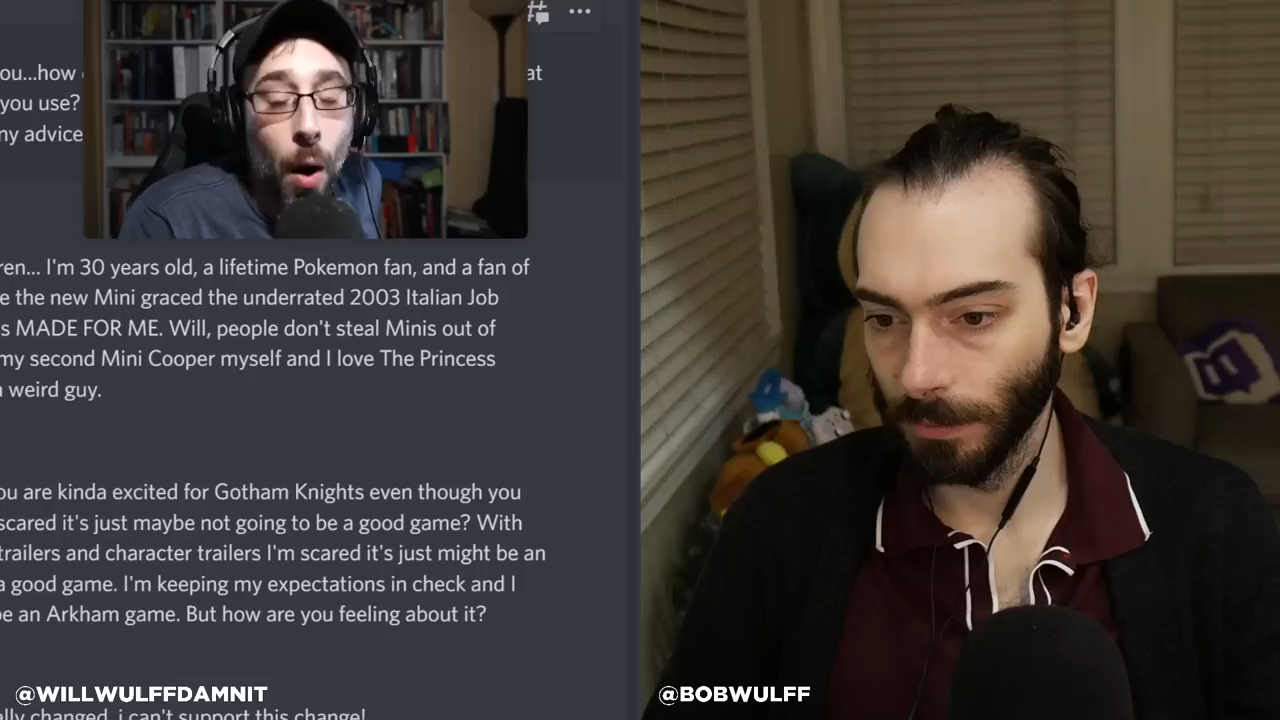 ou...how
at
you use?
ny advice
ren... I'm 30 years old, a lifetime Pokemon fan, and a fan of
e the new Mini graced the underrated 2003 Italian Job
s MADE FOR ME. Will, people don't steal Minis out of
my second Mini Cooper myself and I love The Princess
a weird guy.
ou are kinda excited for Gotham Knights even though you
scared it's just maybe not going to be a good game? With
trailers and character trailers I'm scared it's just might be an
a good game. I'm keeping my expectations in check and I
be an Arkham game. But how are you feeling about it?
@WILLWULFFDAMNIT
@BOBWULFF
ally changed, i can't support this change!